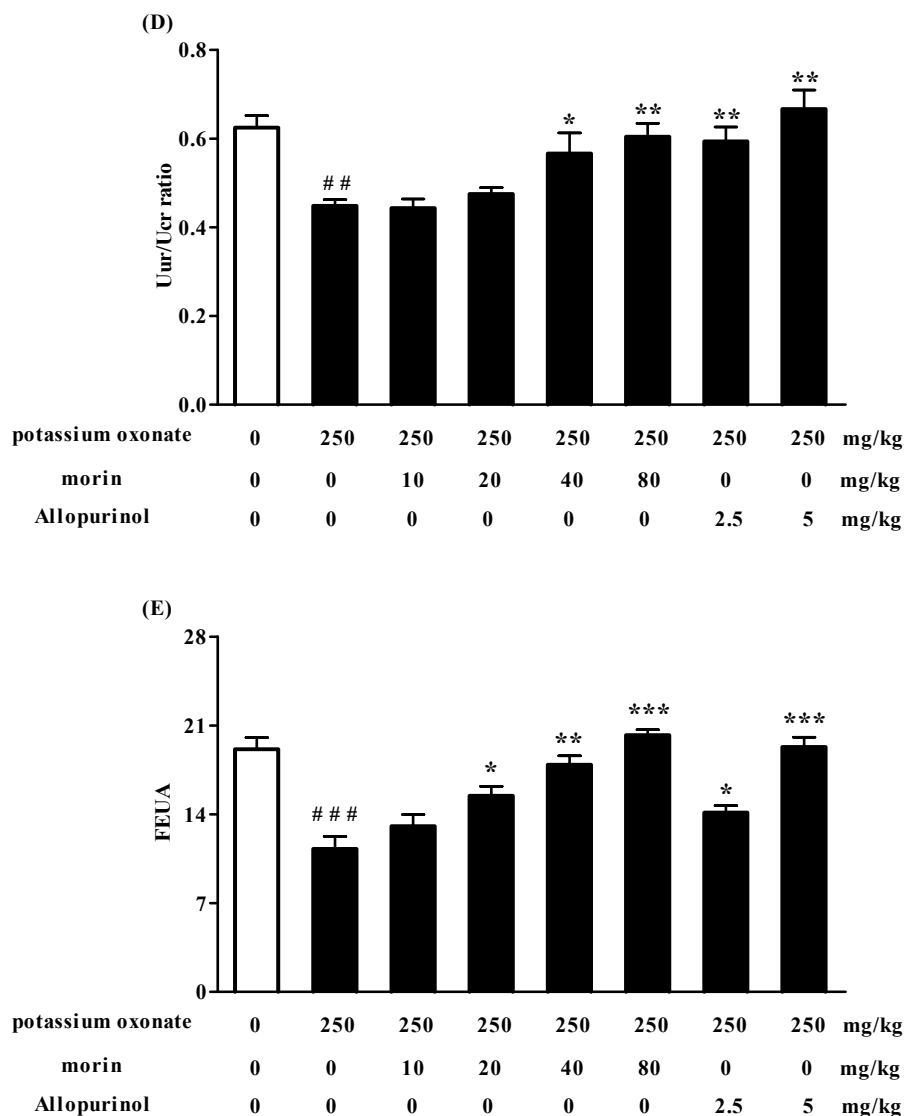 (D)
0.8
0.6
0.4
0.2
0.0
Uur/Ucr ratio
# #
*
**
**
**
potassium oxonate 0 250 250 250 250 250 250 250 mg/kg
morin 0 0 10 20 40 80 0 0 mg/kg
Allopurinol 0 0 0 0 0 0 2.5 5 mg/kg
(E)
28
21
14
7
0
FEUA
# # #
*
**
***
*
***
potassium oxonate 0 250 250 250 250 250 250 250 mg/kg
morin 0 0 10 20 40 80 0 0 mg/kg
Allopurinol 0 0 0 0 0 0 2.5 5 mg/kg